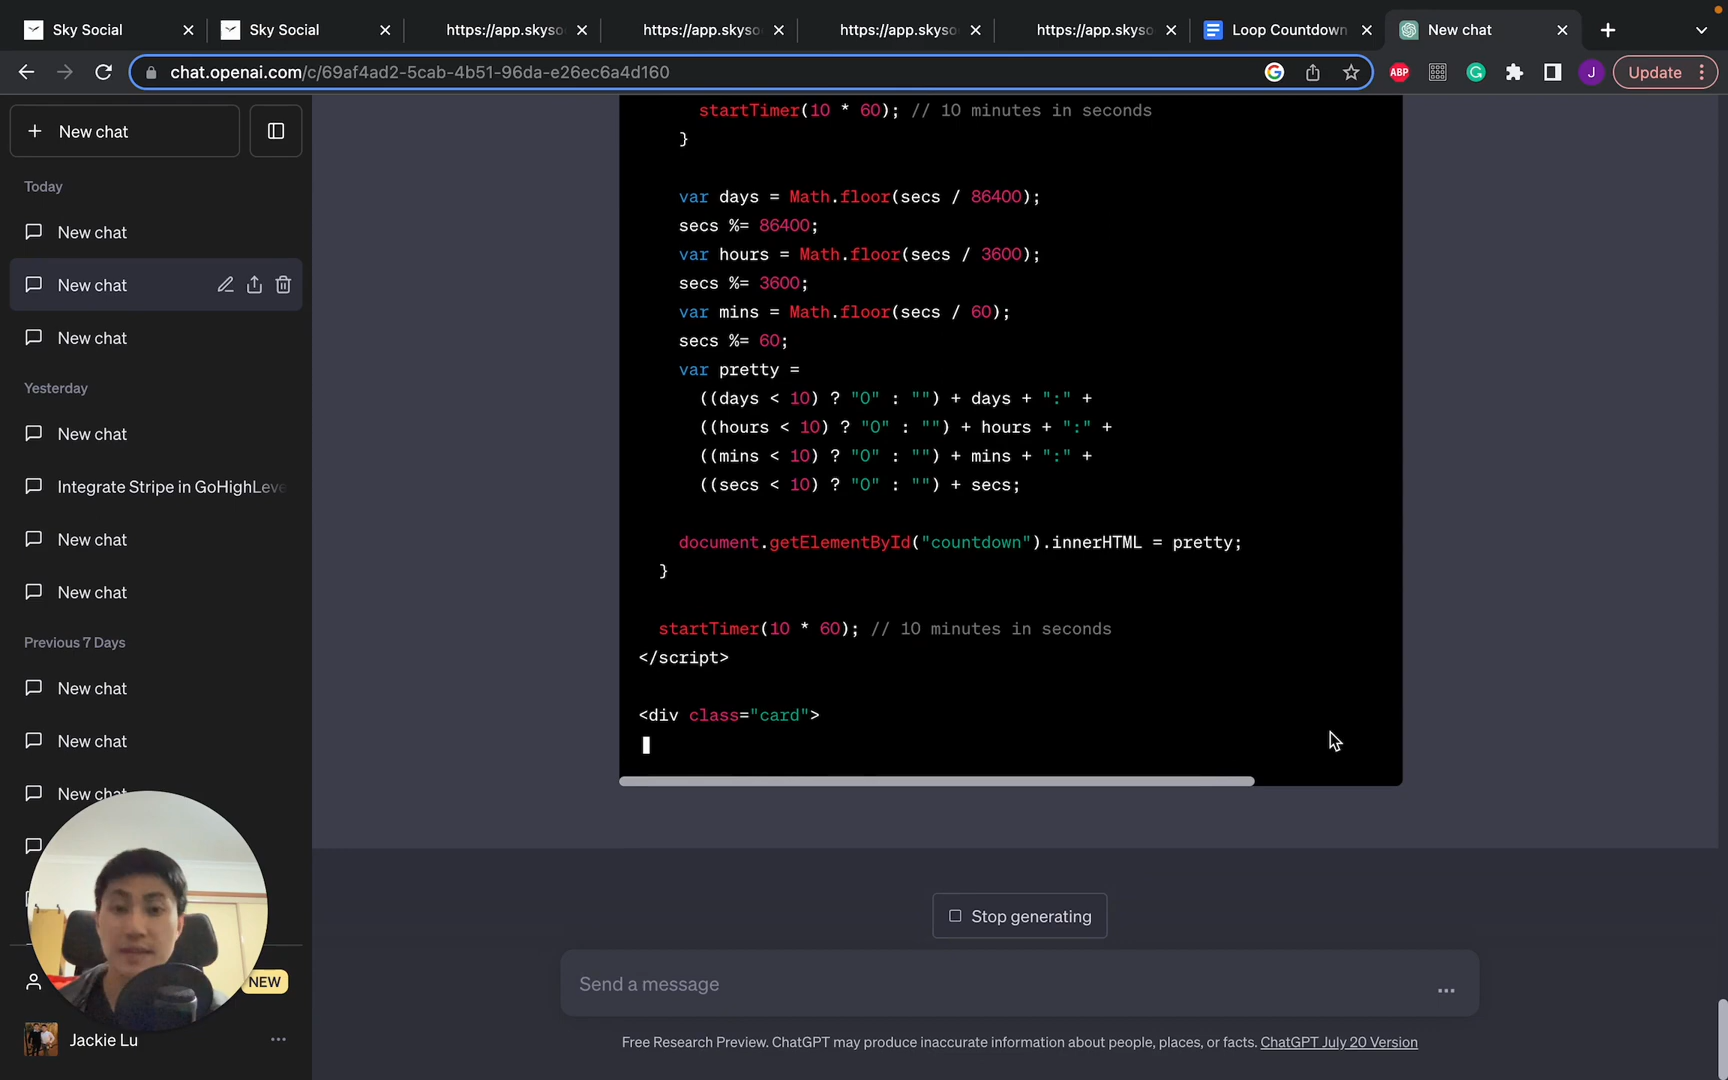 Sky Social
Sky Social
https://app.skyso
https://app.skyso
https://app.skyso
https://app.skyso
Loop Countdown
New chat
chat.openai.com/c/69af4ad2-5cab-4b51-96da-e26ec6a4d160
ABP
J
Update
New chat
Today
New chat
New chat
New chat
Yesterday
New chat
Integrate Stripe in GoHighLeve
New chat
New chat
Previous 7 Days
New chat
New chat
New chat
NEW
Jackie Lu
startTimer(10 * 60); // 10 minutes in seconds
}
var days = Math.floor(secs / 86400);
secs %= 86400;
var hours = Math.floor(secs / 3600);
secs %= 3600;
var mins = Math.floor(secs / 60);
secs %= 60;
var pretty =
((days < 10) ? "0" : "") + days + ":" +
((hours < 10) ? "0" : "") + hours + ":" +
((mins < 10) ? "0" : "") + mins + ":" +
((secs < 10) ? "0" : "") + secs;
document.getElementById("countdown").innerHTML = pretty;
}
startTimer(10 * 60); // 10 minutes in seconds
</script>
<div class="card">
Stop generating
Send a message
Free Research Preview. ChatGPT may produce inaccurate information about people, places, or facts. ChatGPT July 20 Version